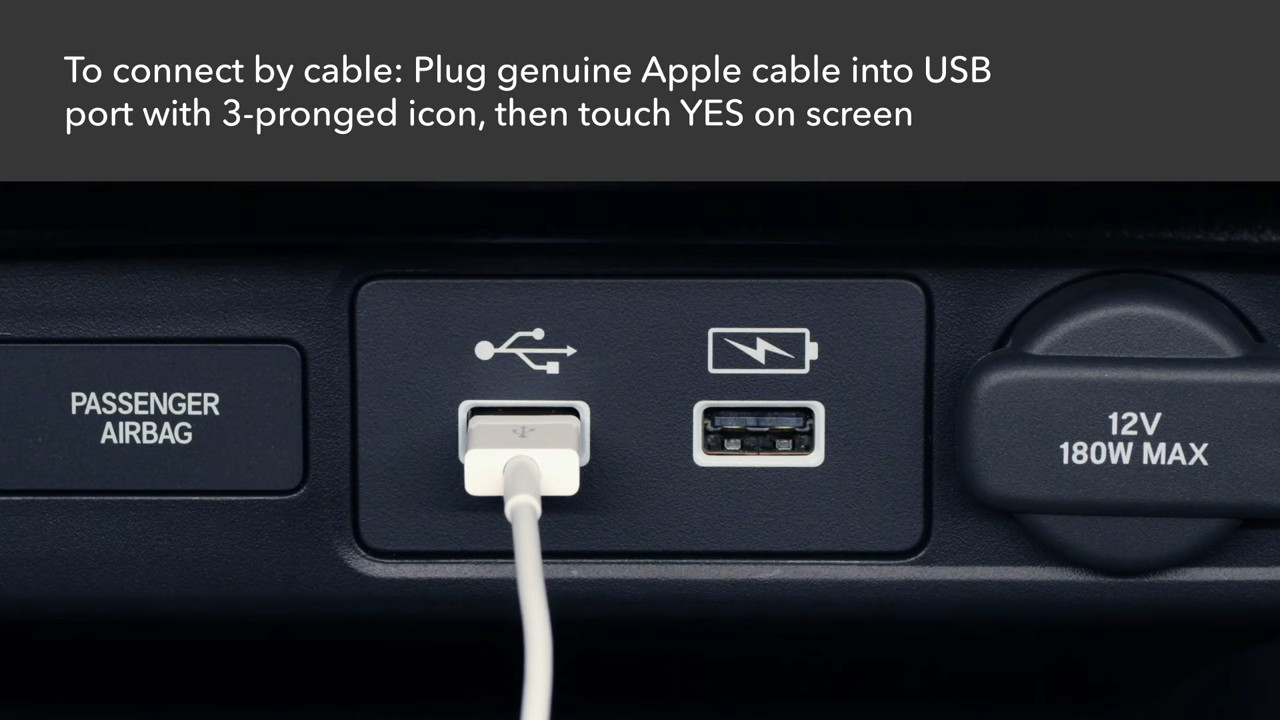 To connect by cable: Plug genuine Apple cable into USB
port with 3-pronged icon, then touch YES on screen
PASSENGER
AIRBAG
12V
180W MAX